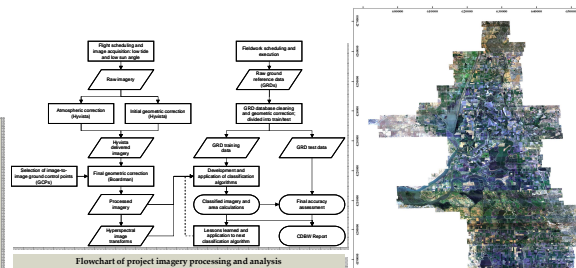 Flight scheduling and
image acquisition: low tide
and low sun angle
Raw imagery
Atmospheric correction
(Hyvista)
Initial geometric correction
(Hyvista)
Hyvista
delivered
imagery
Selection of image-to-
image ground control points
(GCPs)
Final geometric correction
(Boardman)
Processed
imagery
Hyperspectral
image
transforms
Fieldwork scheduling and
execution
Raw ground
reference data
(GRDs)
GRD database cleaning
and geometric correction;
divided into train/test
GRD training
data
GRD test data
Development and
application of classification
algorithms
Classified imagery and
area calculations
Final accuracy
assessment
Lessons learned and
application to next
classification algorithm
CDBW Report
Flowchart of project imagery processing and analysis